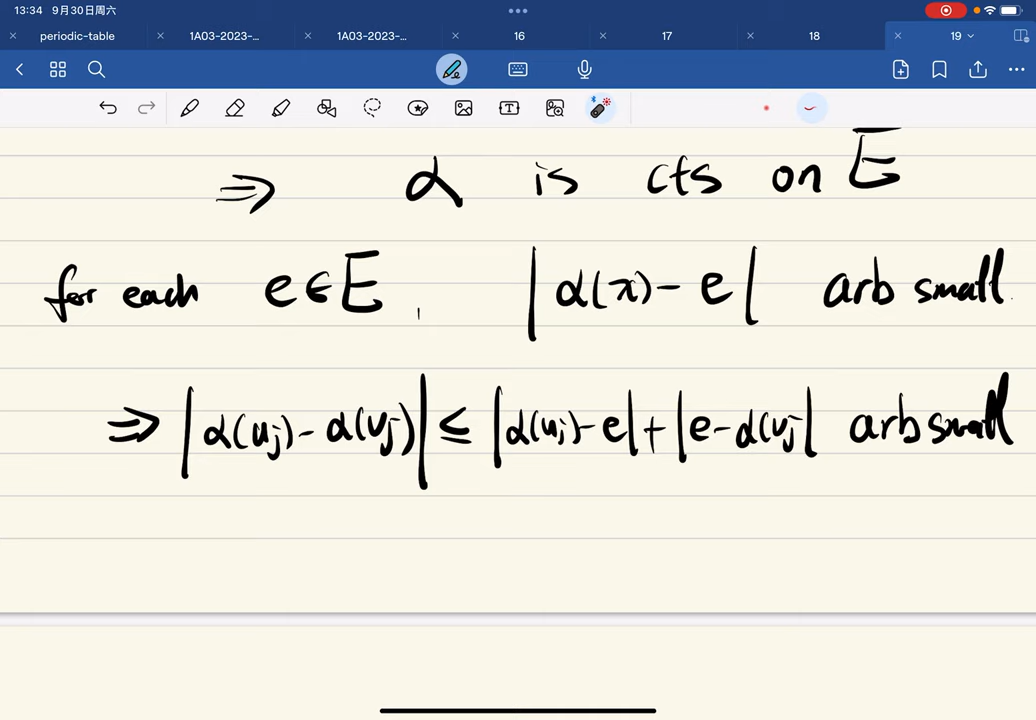 13:34 9月30日周六
periodic-table 1A03-2023-... 1A03-2023-... 16 17 18 19
⇒ α is cts on E
for each e∈E, |α(x)-e| arb small.
⇒ |α(uj)-α(vj)| ≤ |α(uj)-e|+|e-α(vj| arb small